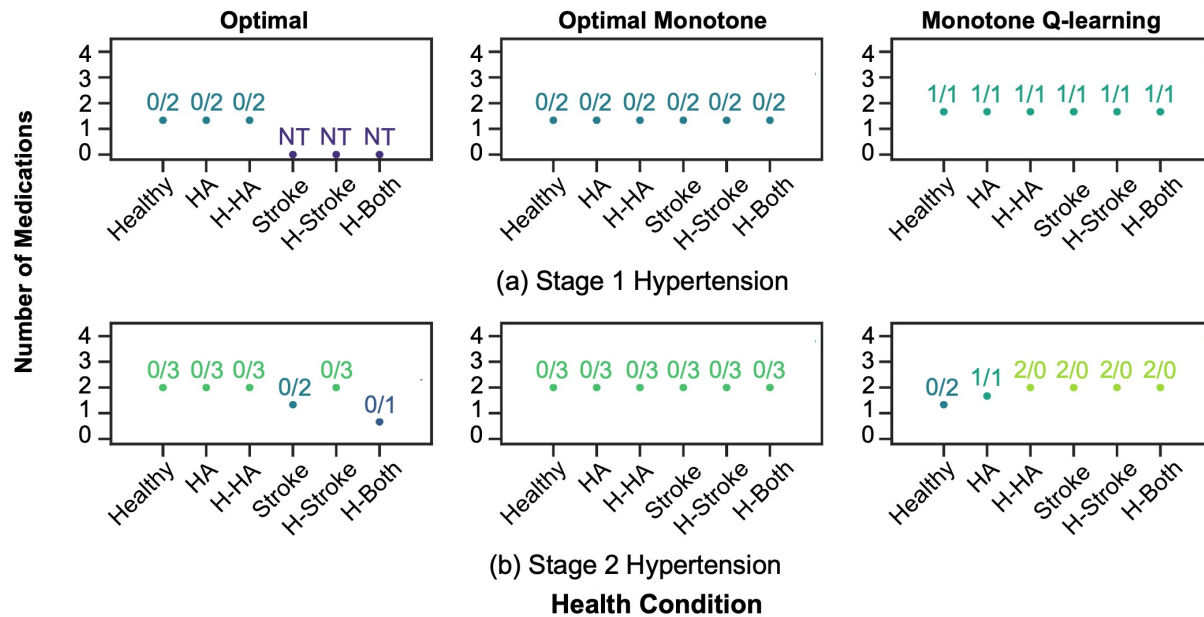 Optimal Optimal Monotone Monotone Q-learning
Number of Medications
4 4 4
3 3 3
2 2 2
1 1 1
0 0 0
0/2 0/2 0/2 NT NT NT
0/2 0/2 0/2 0/2 0/2 0/2
1/1 1/1 1/1 1/1 1/1 1/1
Healthy HA H-HA Stroke H-Stroke H-Both
Healthy HA H-HA Stroke H-Stroke H-Both
Healthy HA H-HA Stroke H-Stroke H-Both
(a) Stage 1 Hypertension
4 4 4
3 3 3
2 2 2
1 1 1
0 0 0
0/3 0/3 0/3 0/2 0/3 0/1
0/3 0/3 0/3 0/3 0/3 0/3
0/2 1/1 2/0 2/0 2/0 2/0
Healthy HA H-HA Stroke H-Stroke H-Both
Healthy HA H-HA Stroke H-Stroke H-Both
Healthy HA H-HA Stroke H-Stroke H-Both
(b) Stage 2 Hypertension
Health Condition